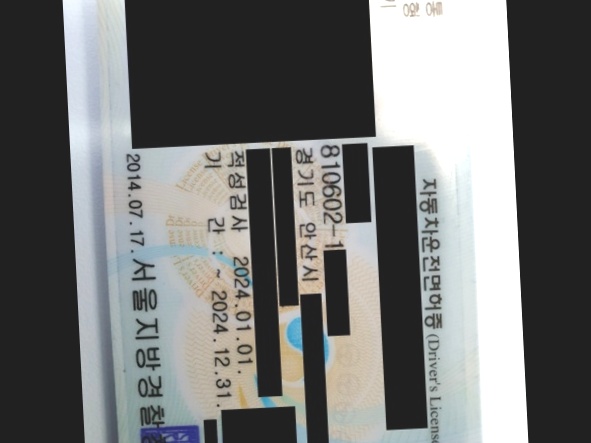 자동차운전면허증 (Driver's License
810602-1
경기도 안산시
적성검사 2024.01.01.
기 간 : ~ 2024.12.31.
2014.07.17. 서울지방경찰